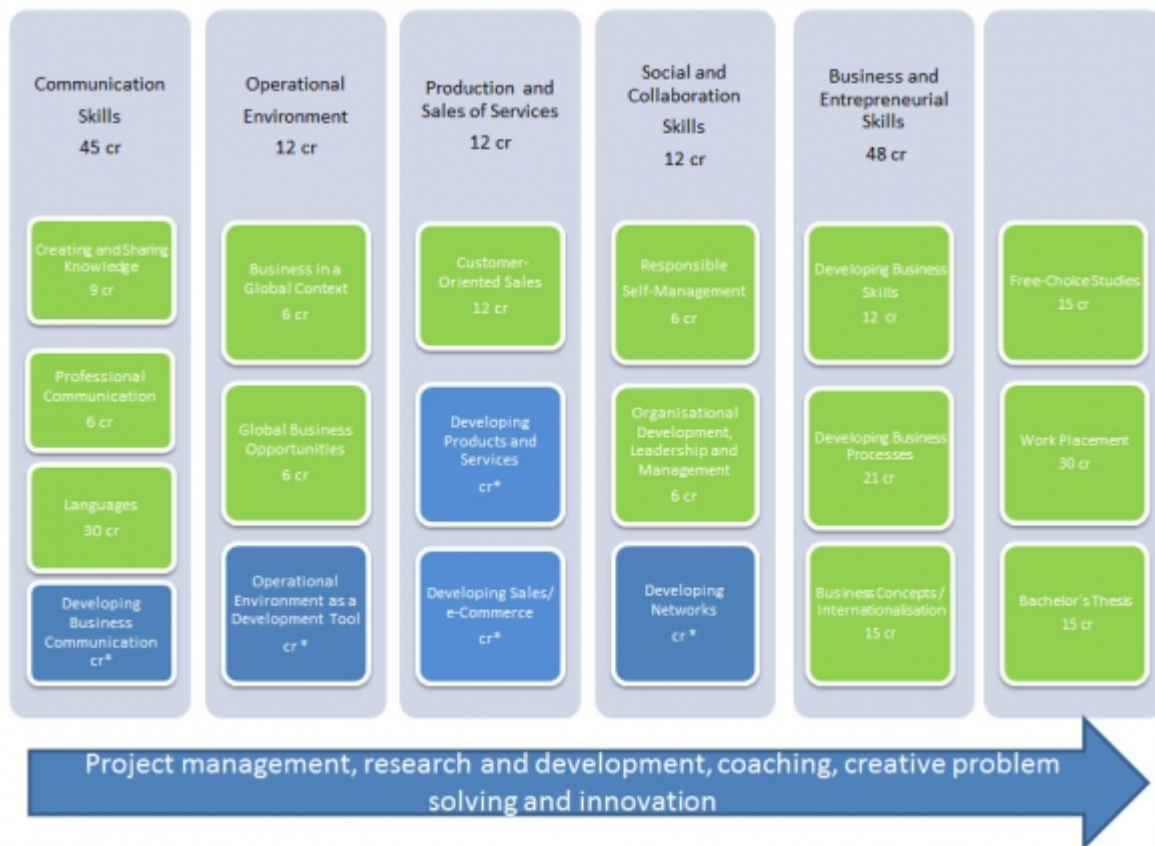 Communication
Skills
45 cr
Creating and Sharing
Knowledge
9 cr
Professional
Communication
6 cr
Languages
30 cr
Developing
Business
Communication
cr*
Operational
Environment
12 cr
Business in a
Global Context
6 cr
Global Business
Opportunities
6 cr
Operational
Environment as a
Development Tool
cr *
Production and
Sales of Services
12 cr
Customer-
Oriented Sales
12 cr
Developing
Products and
Services
cr*
Developing Sales/
e-Commerce
cr*
Social and
Collaboration
Skills
12 cr
Responsible
Self-Management
6 cr
Organisational
Development,
Leadership and
Management
6 cr
Developing
Networks
cr *
Business and
Entrepreneurial
Skills
48 cr
Developing Business
Skills
12 cr
Developing Business
Processes
21 cr
Business Concepts /
Internationalisation
15 cr
Free-Choice Studies
15 cr
Work Placement
30 cr
Bachelor´s Thesis
15 cr
Project management, research and development, coaching, creative problem
solving and innovation